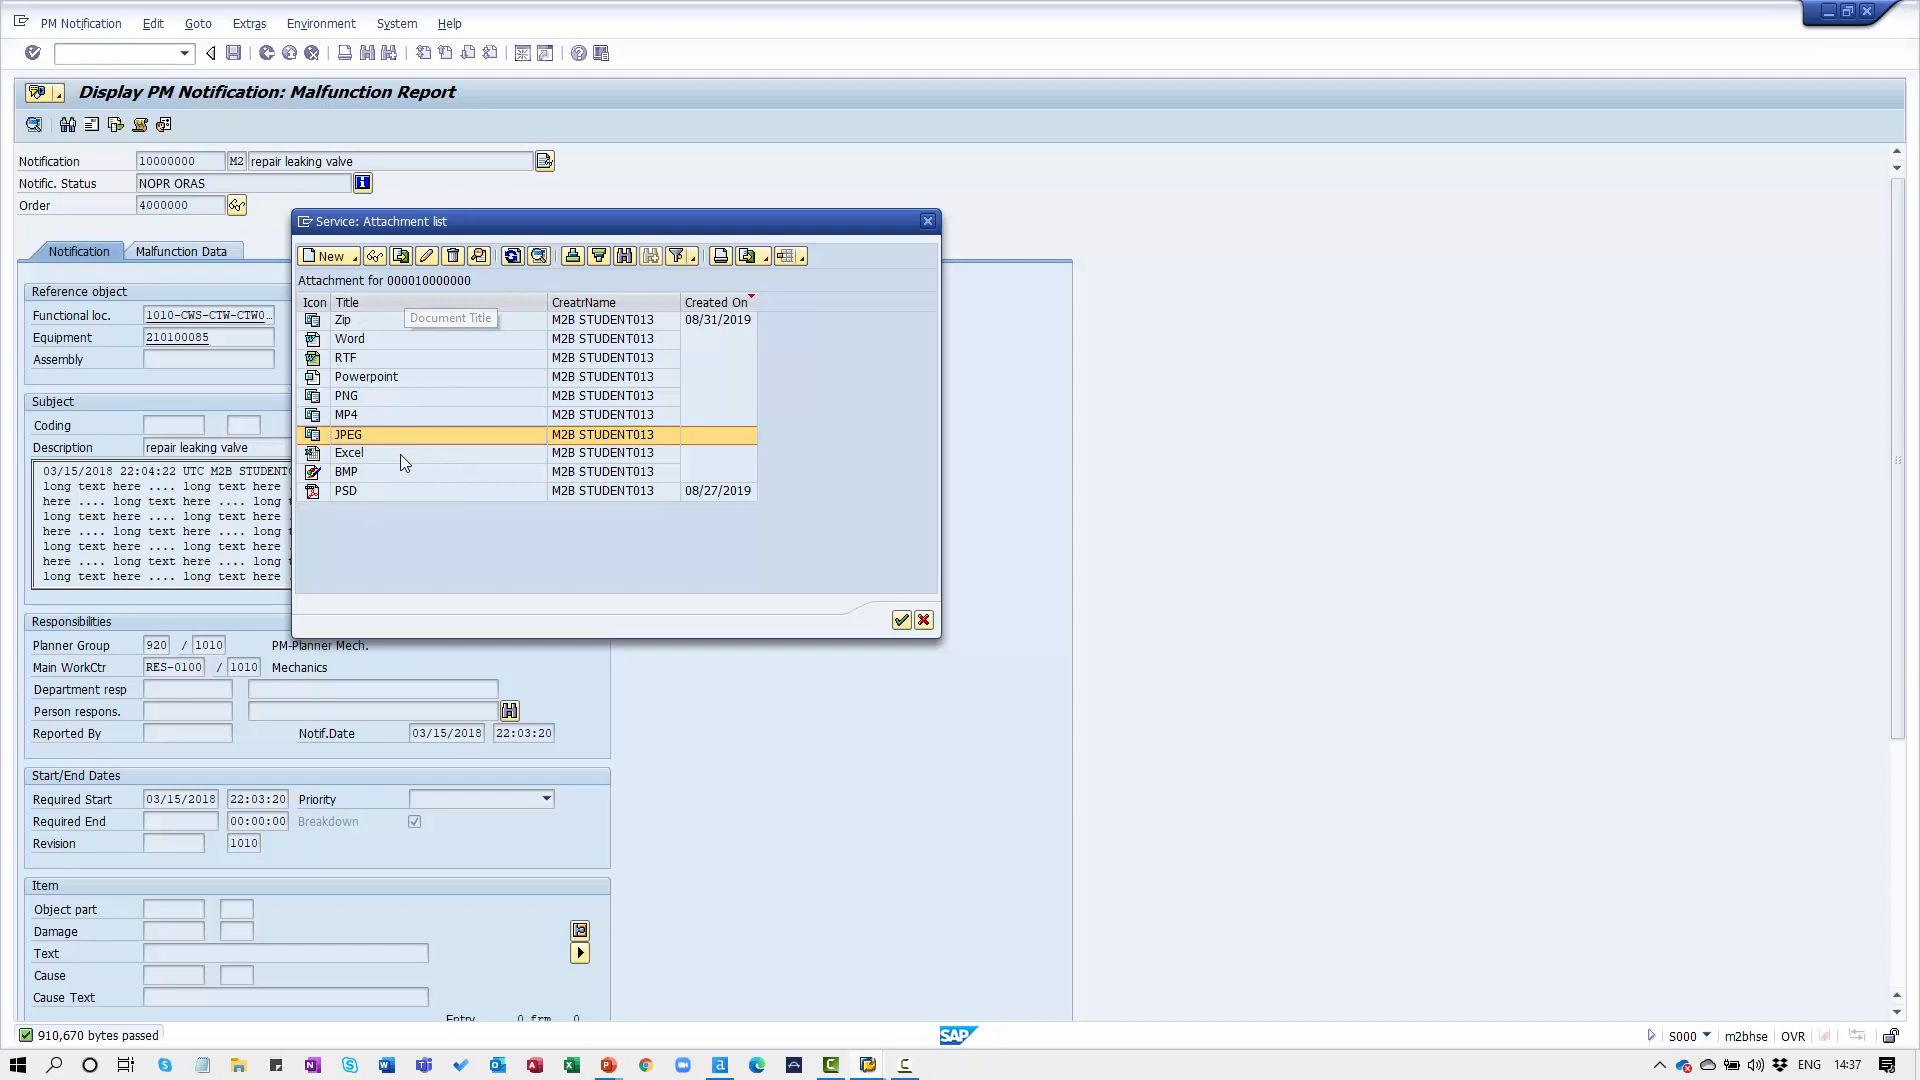 PM Notification Edit Goto Extras Environment System Help
Display PM Notification: Malfunction Report
Notification 10000000 M2 repair leaking valve
Notific. Status NOPR ORAS
Order 4000000
Service: Attachment list
New
Attachment for 000010000000
Icon Title CreatrName Created On
Document Title
Zip M2B STUDENT013 08/31/2019
Word M2B STUDENT013
RTF M2B STUDENT013
Powerpoint M2B STUDENT013
PNG M2B STUDENT013
MP4 M2B STUDENT013
JPEG M2B STUDENT013
Excel M2B STUDENT013
BMP M2B STUDENT013
PSD M2B STUDENT013 08/27/2019
Notification Malfunction Data
Reference object
Functional loc. 1010-CWS-CTW-CTW0…
Equipment 210100085
Assembly
Subject
Coding
Description repair leaking valve
03/15/2018 22:04:22 UTC M2B STUDENT
long text here .... long text
here .... long text here ....
long text here .... long text
here .... long text here ....
long text here .... long text
here .... long text here ....
long text here .... long text here
Responsibilities
Planner Group 920 / 1010 PM-Planner Mech.
Main WorkCtr RES-0100 / 1010 Mechanics
Department resp
Person respons.
Reported By Notif.Date 03/15/2018 22:03:20
Start/End Dates
Required Start 03/15/2018 22:03:20 Priority
Required End 00:00:00 Breakdown
Revision 1010
Item
Object part
Damage
Text
Cause
Cause Text
Entry 0 frm 0
910,670 bytes passed
SAP
S000 m2bhse OVR
ENG 14:37